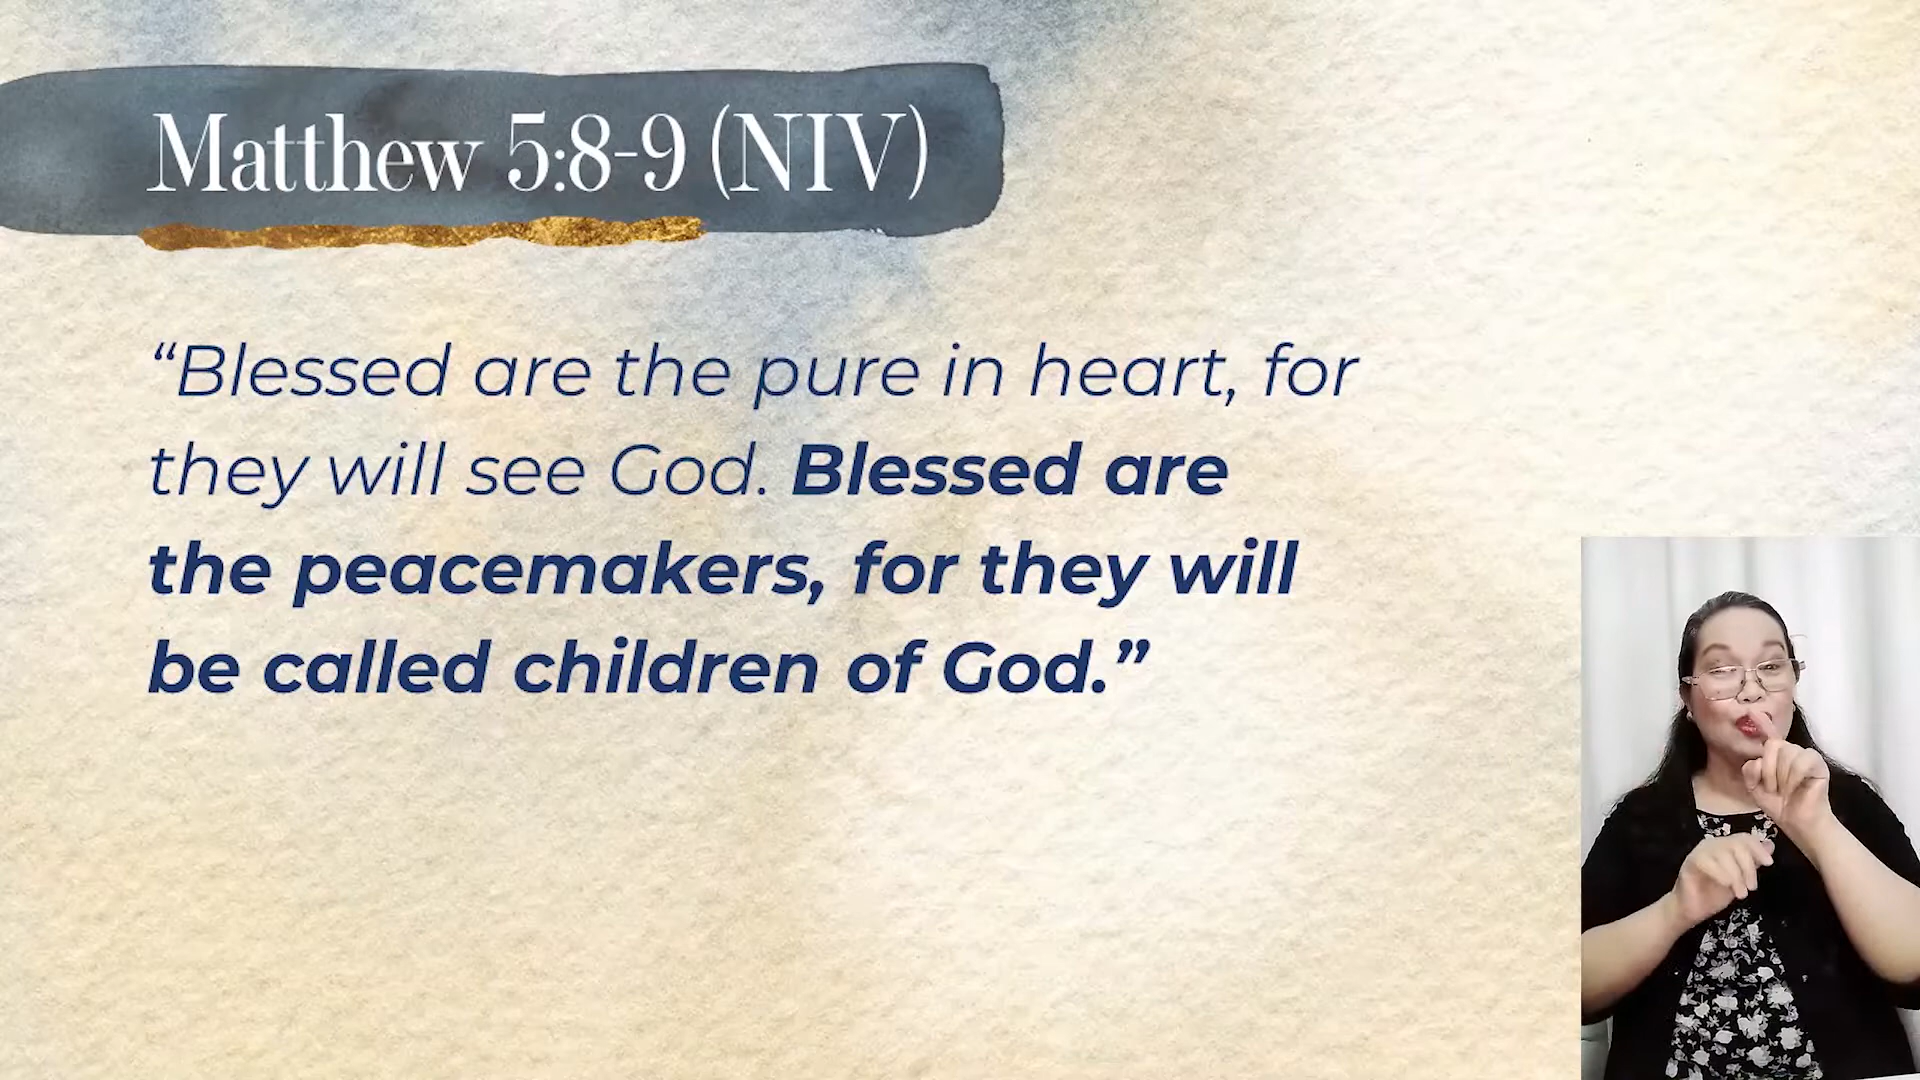 Matthew 5:8-9 (NIV)
“Blessed are the pure in heart, for
they will see God. Blessed are
the peacemakers, for they will
be called children of God.”